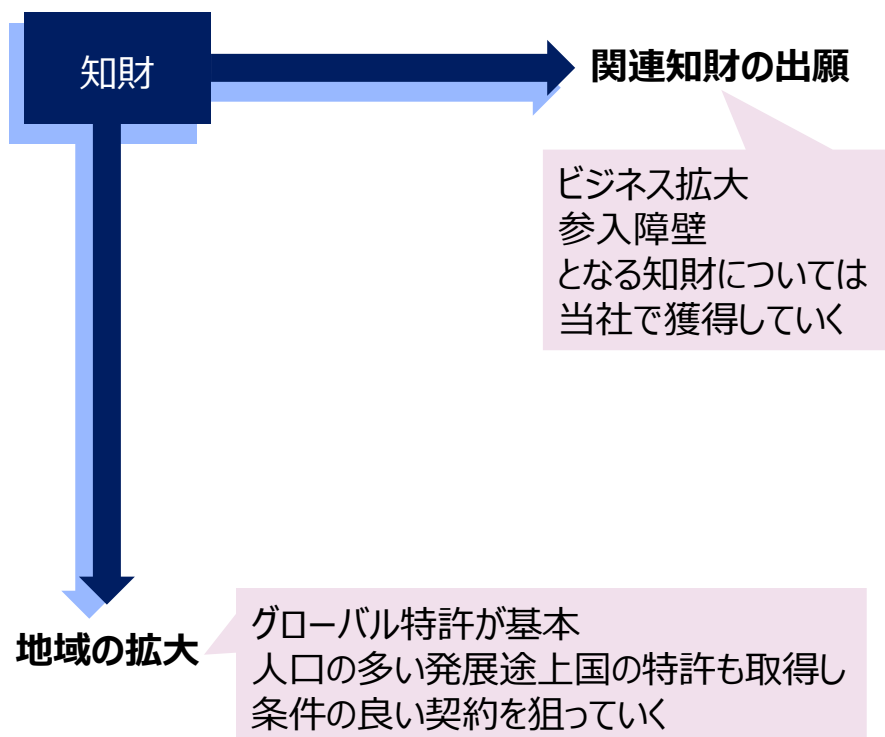 知財
関連知財の出願
ビジネス拡大
参入障壁
となる知財については
当社で獲得していく
地域の拡大
グローバル特許が基本
人口の多い発展途上国の特許も取得し
条件の良い契約を狙っていく